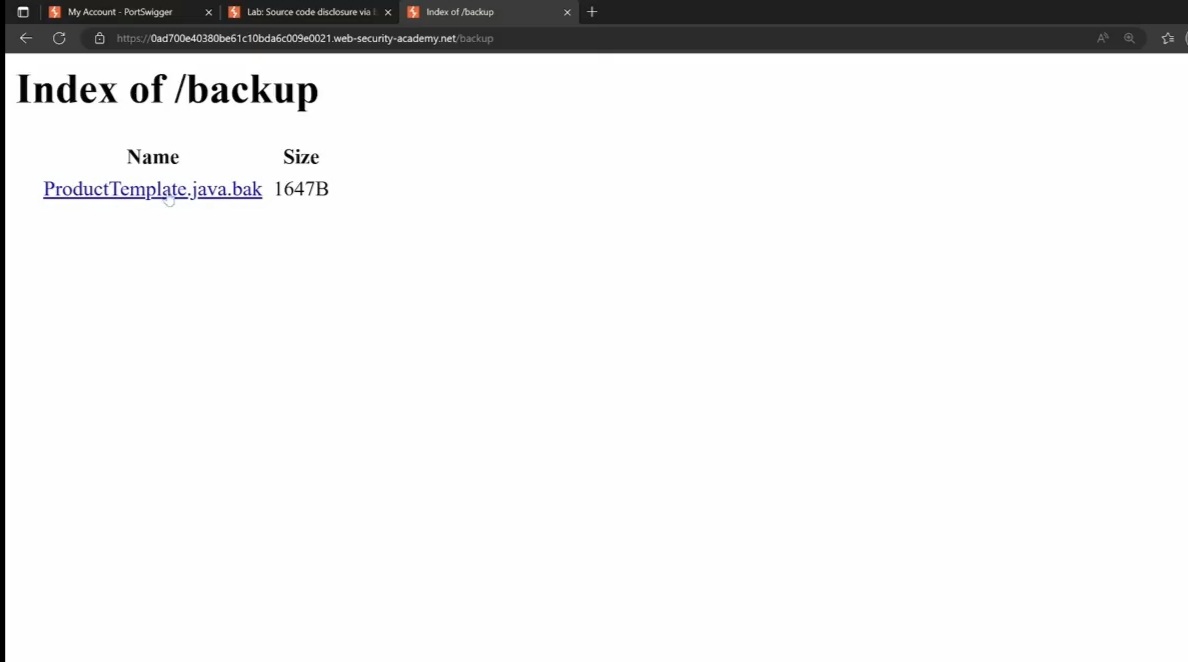 My Account - PortSwigger
Lab: Source code disclosure via
Index of /backup
https://0ad700e40380be61c10bda6c009e0021.web-security-academy.net/backup
Index of /backup
Name Size
ProductTemplate.java.bak 1647B